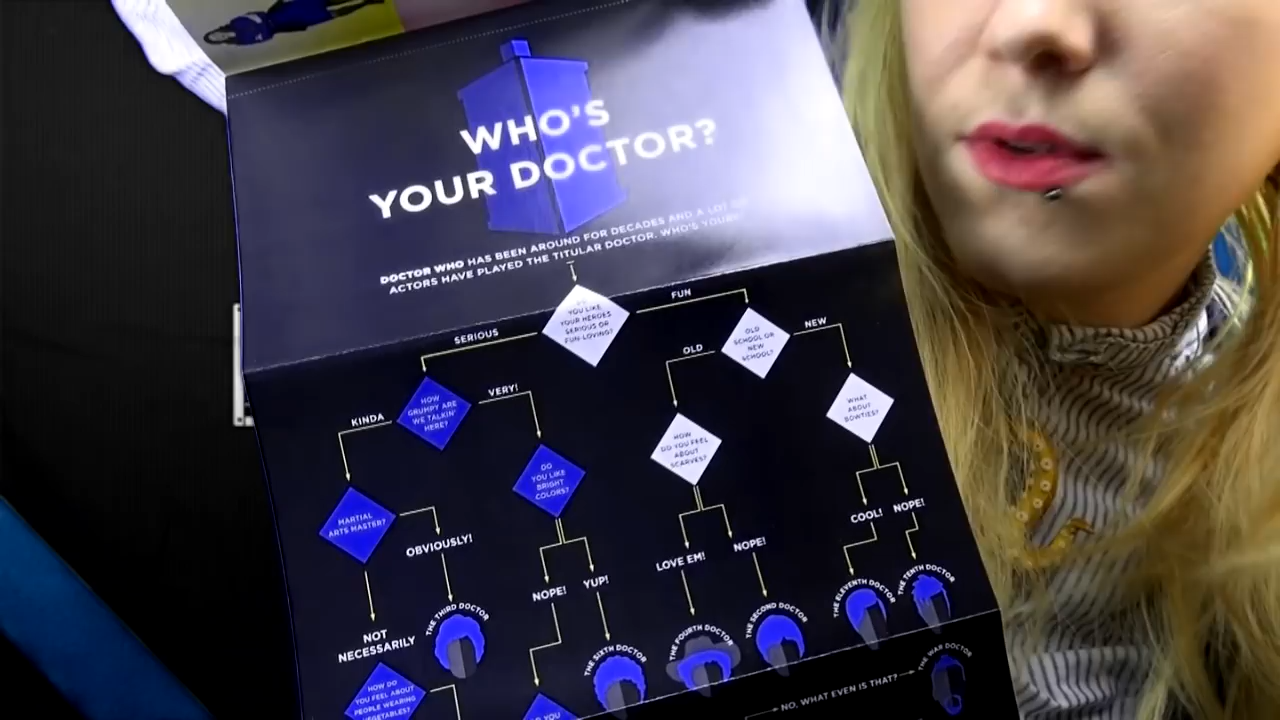 WHO'S
YOUR DOCTOR?
DOCTOR WHO HAS BEEN AROUND FOR DECADES AND A LOT OF
ACTORS HAVE PLAYED THE TITULAR DOCTOR. WHO'S YOURS?
YOU LIKE
YOUR HEROES
SERIOUS OR
FUN-LOVING?
SERIOUS
FUN
OLD
SCHOOL OR
NEW
SCHOOL?
OLD
NEW
HOW
GRUMPY ARE
WE TALKIN'
HERE?
KINDA
VERY!
WHAT
ABOUT
BOWTIES?
HOW
DO YOU FEEL
ABOUT
SCARVES?
DO
YOU LIKE
BRIGHT
COLORS?
MARTIAL
ARTS MASTER?
OBVIOUSLY!
COOL!
NOPE!
LOVE EM!
NOPE!
NOPE!
YUP!
NOT
NECESSARILY
THE THIRD DOCTOR
THE SIXTH DOCTOR
THE FOURTH DOCTOR
THE SECOND DOCTOR
THE ELEVENTH DOCTOR
THE TENTH DOCTOR
HOW DO
YOU FEEL ABOUT
PEOPLE WEARING
VEGETABLES?
YOU
NO, WHAT EVEN IS THAT?
THE WAR DOCTOR